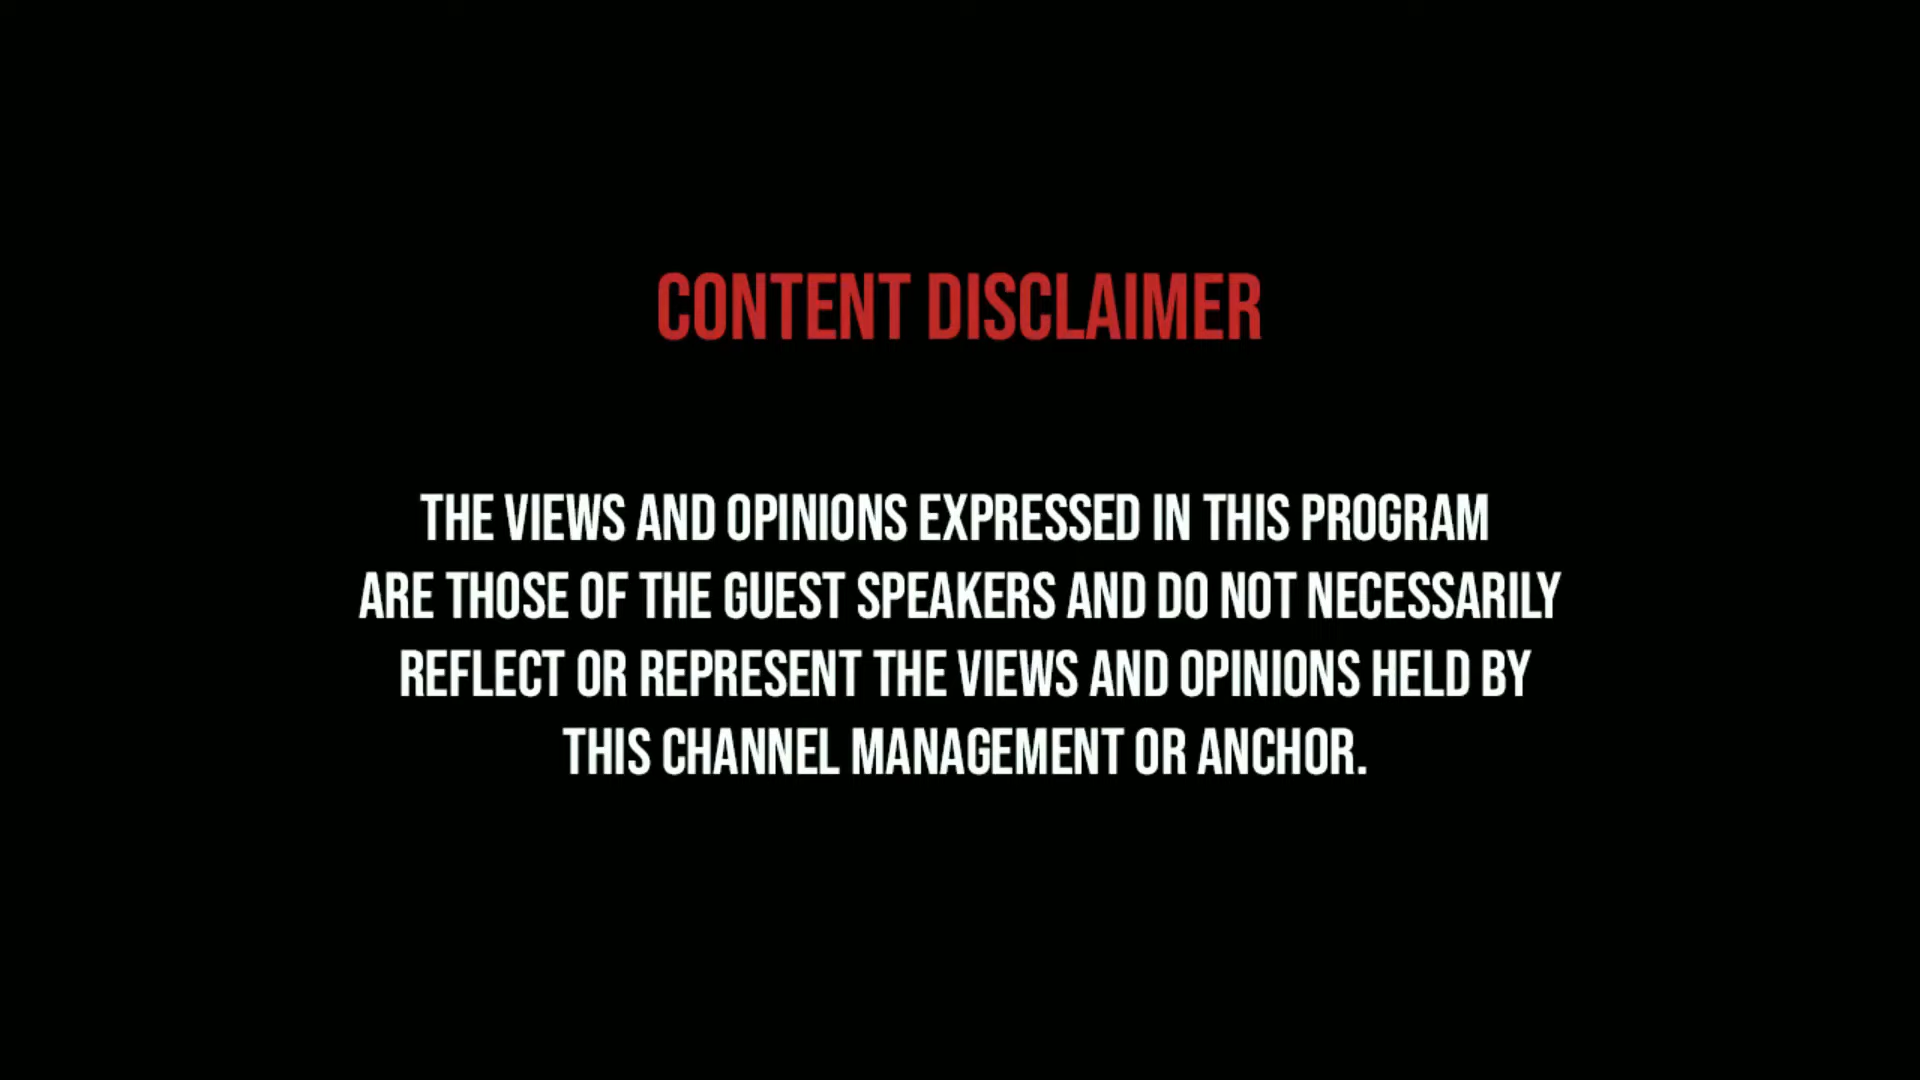 CONTENT DISCLAIMER
THE VIEWS AND OPINIONS EXPRESSED IN THIS PROGRAM
ARE THOSE OF THE GUEST SPEAKERS AND DO NOT NECESSARILY
REFLECT OR REPRESENT THE VIEWS AND OPINIONS HELD BY
THIS CHANNEL MANAGEMENT OR ANCHOR.